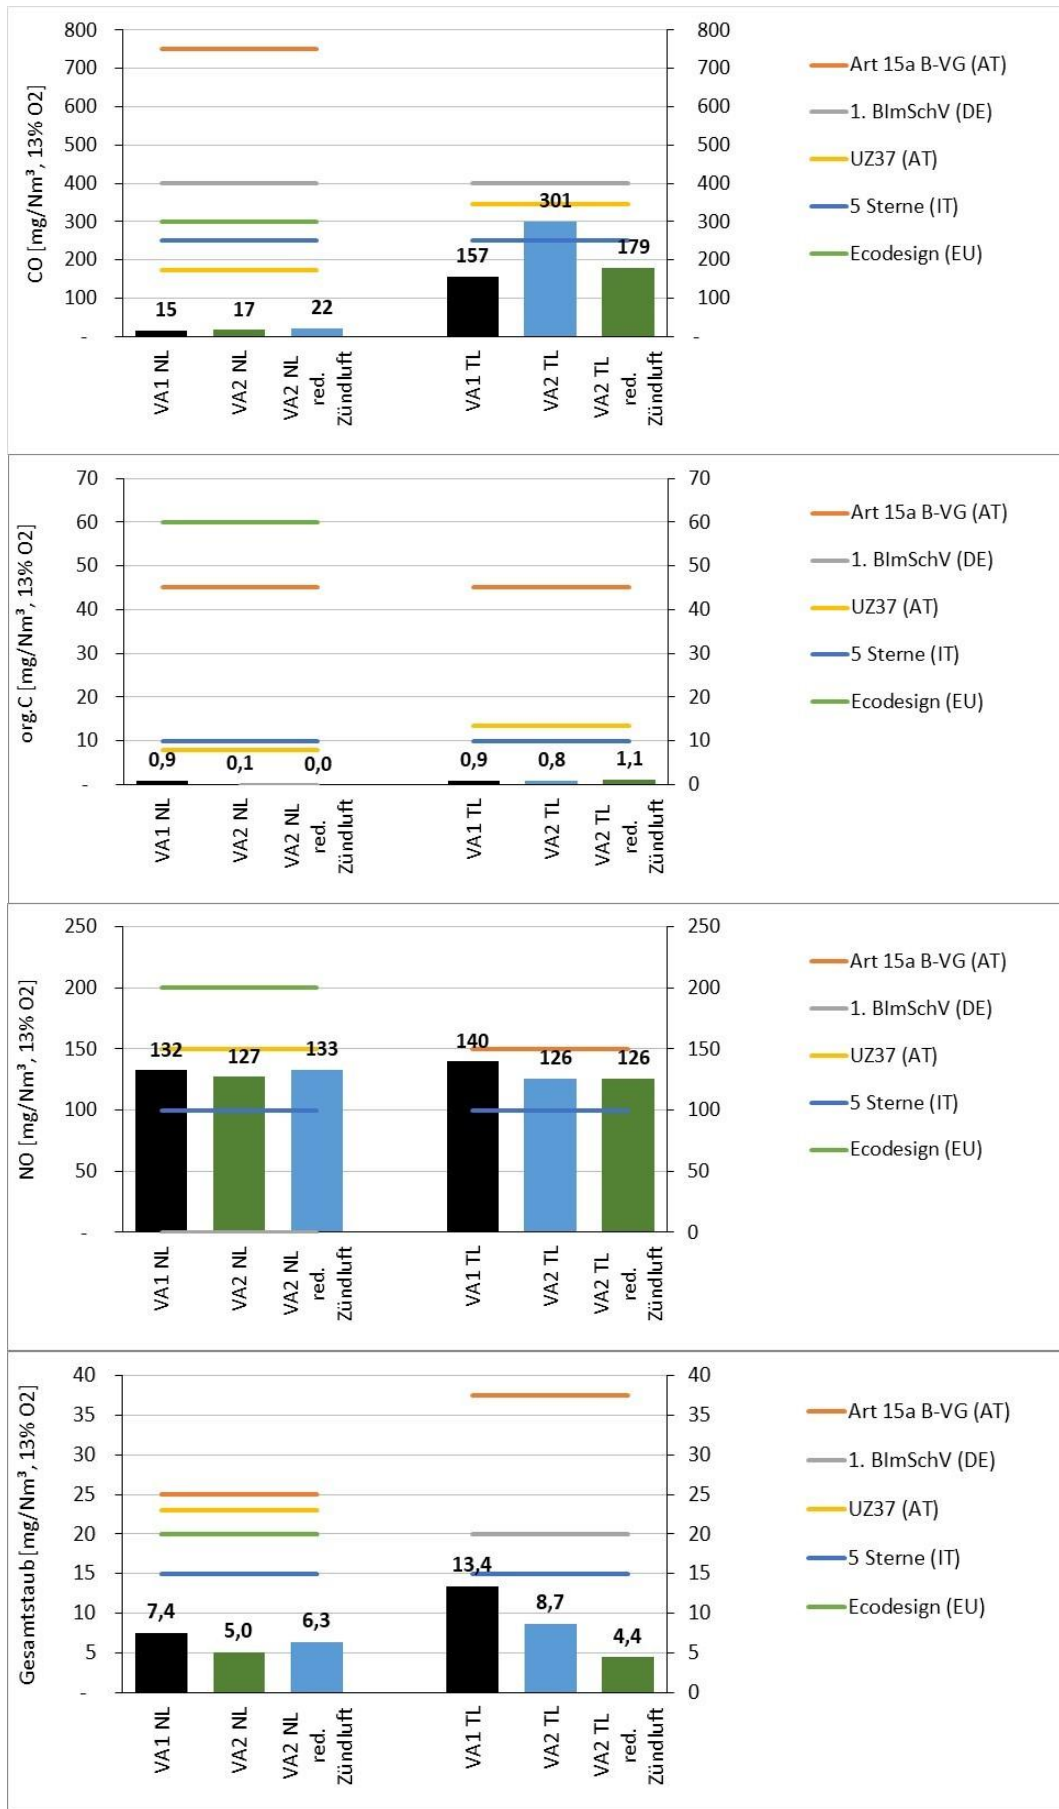 CO [mg/Nm³, 13% O2]
800
700
600
500
400
300
200
100
-
15
17
22
157
301
179
800
700
600
500
400
300
200
100
-
VA1 NL
VA2 NL
VA2 NL
red.
Zündluft
VA1 TL
VA2 TL
VA2 TL
red.
Zündluft
Art 15a B-VG (AT)
1. BImSchV (DE)
UZ37 (AT)
5 Sterne (IT)
Ecodesign (EU)
org.C [mg/Nm³, 13% O2]
70
60
50
40
30
20
10
-
0,9
0,1
0,0
0,9
0,8
1,1
70
60
50
40
30
20
10
0
VA1 NL
VA2 NL
VA2 NL
red.
Zündluft
VA1 TL
VA2 TL
VA2 TL
red.
Zündluft
Art 15a B-VG (AT)
1. BImSchV (DE)
UZ37 (AT)
5 Sterne (IT)
Ecodesign (EU)
NO [mg/Nm³, 13% O2]
250
200
150
100
50
-
132
127
133
140
126
126
250
200
150
100
50
0
VA1 NL
VA2 NL
VA2 NL
red.
Zündluft
VA1 TL
VA2 TL
VA2 TL
red.
Zündluft
Art 15a B-VG (AT)
1. BImSchV (DE)
UZ37 (AT)
5 Sterne (IT)
Ecodesign (EU)
Gesamtstaub [mg/Nm³, 13% O2]
40
35
30
25
20
15
10
5
-
7,4
5,0
6,3
13,4
8,7
4,4
40
35
30
25
20
15
10
5
0
VA1 NL
VA2 NL
VA2 NL
red.
Zündluft
VA1 TL
VA2 TL
VA2 TL
red.
Zündluft
Art 15a B-VG (AT)
1. BImSchV (DE)
UZ37 (AT)
5 Sterne (IT)
Ecodesign (EU)